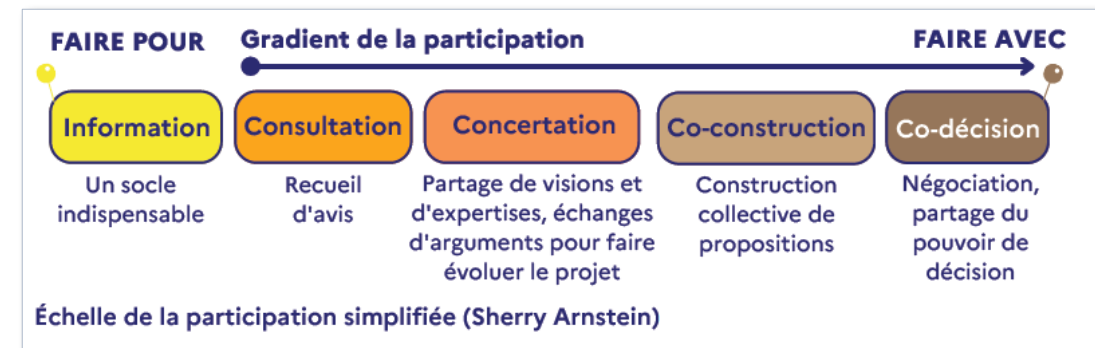 FAIRE POUR
Gradient de la participation
FAIRE AVEC
Information
Consultation
Concertation
Co-construction
Co-décision
Un socle
indispensable
Recueil
d'avis
Partage de visions et
d'expertises, échanges
d'arguments pour faire
évoluer le projet
Construction
collective de
propositions
Négociation,
partage du
pouvoir de
décision
Échelle de la participation simplifiée (Sherry Arnstein)